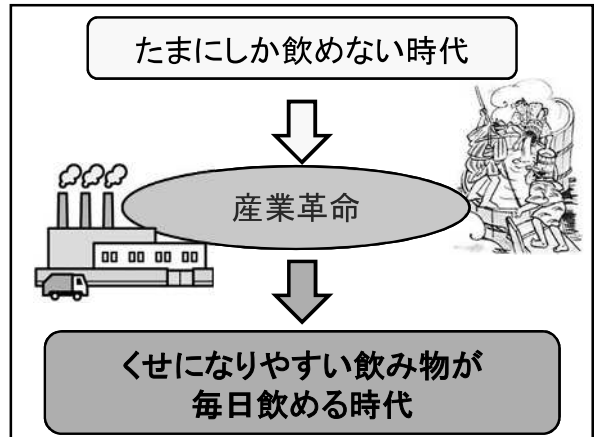 たまにしか飲めない時代
産業革命
くせになりやすい飲み物が
毎日飲める時代